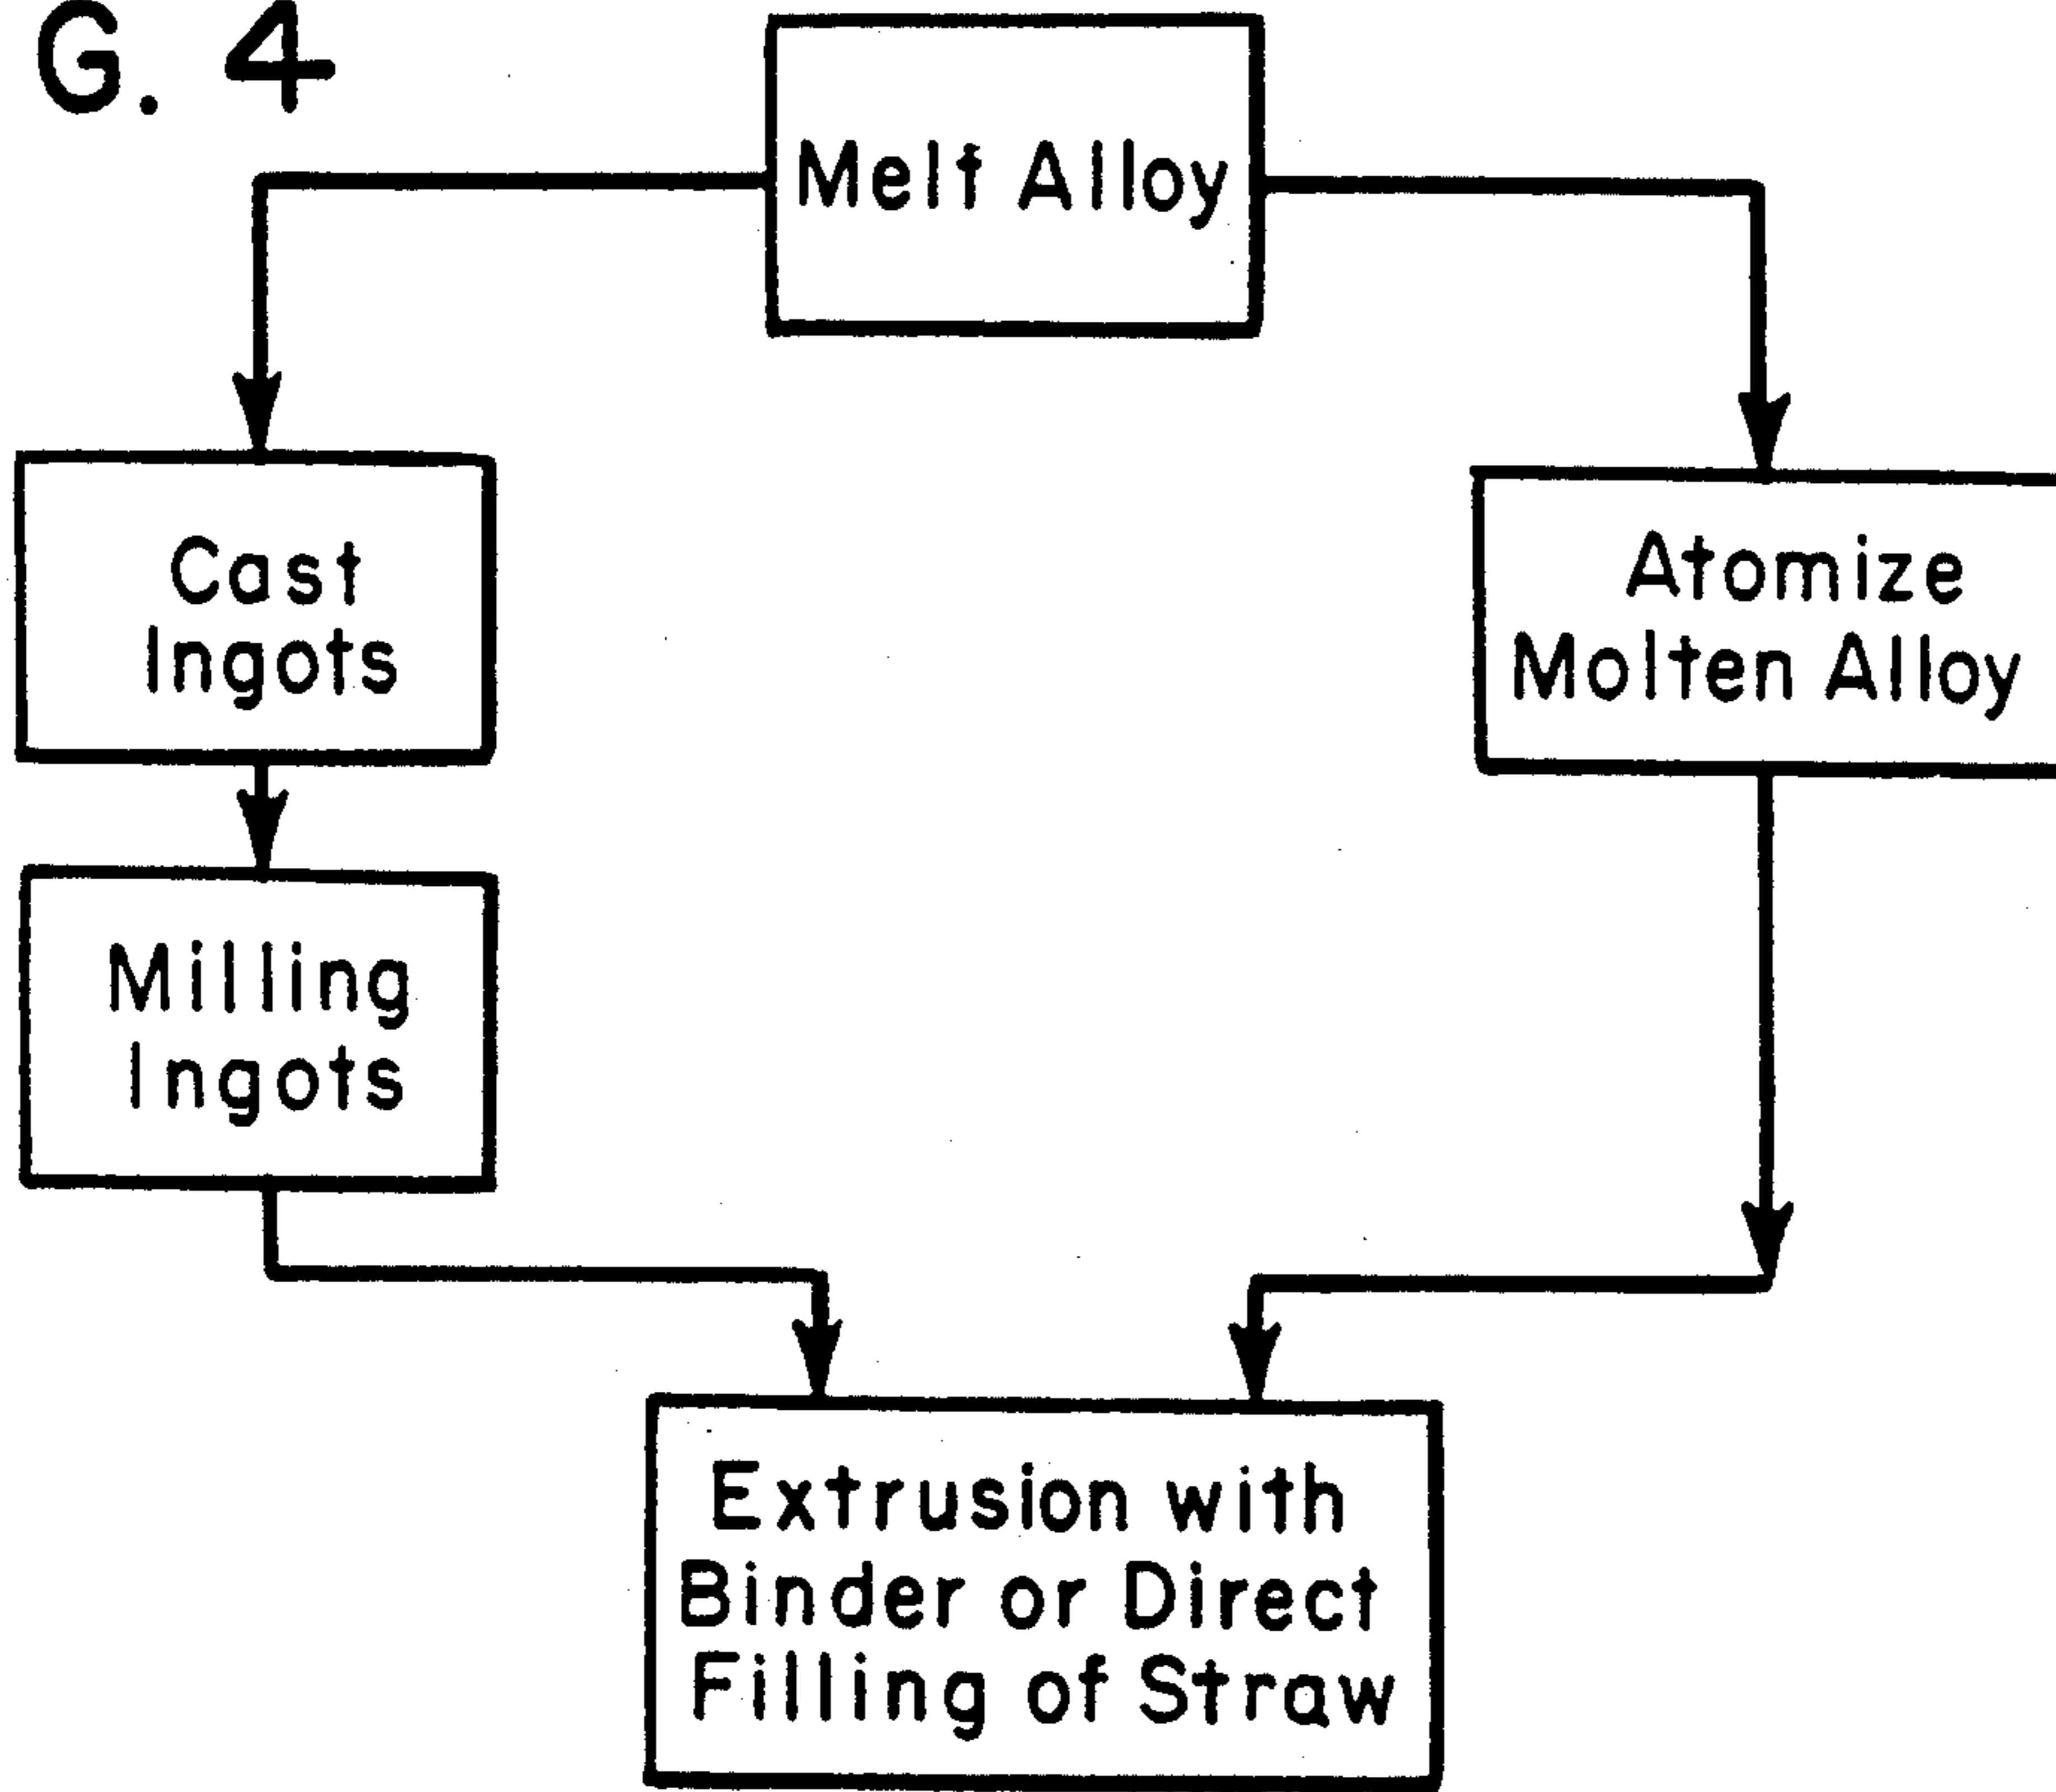 G. 4
Melt Alloy
Cast
Ingots
Atomize
Molten Alloy
Milling
Ingots
Extrusion with
Binder or Direct
Filling of Straw